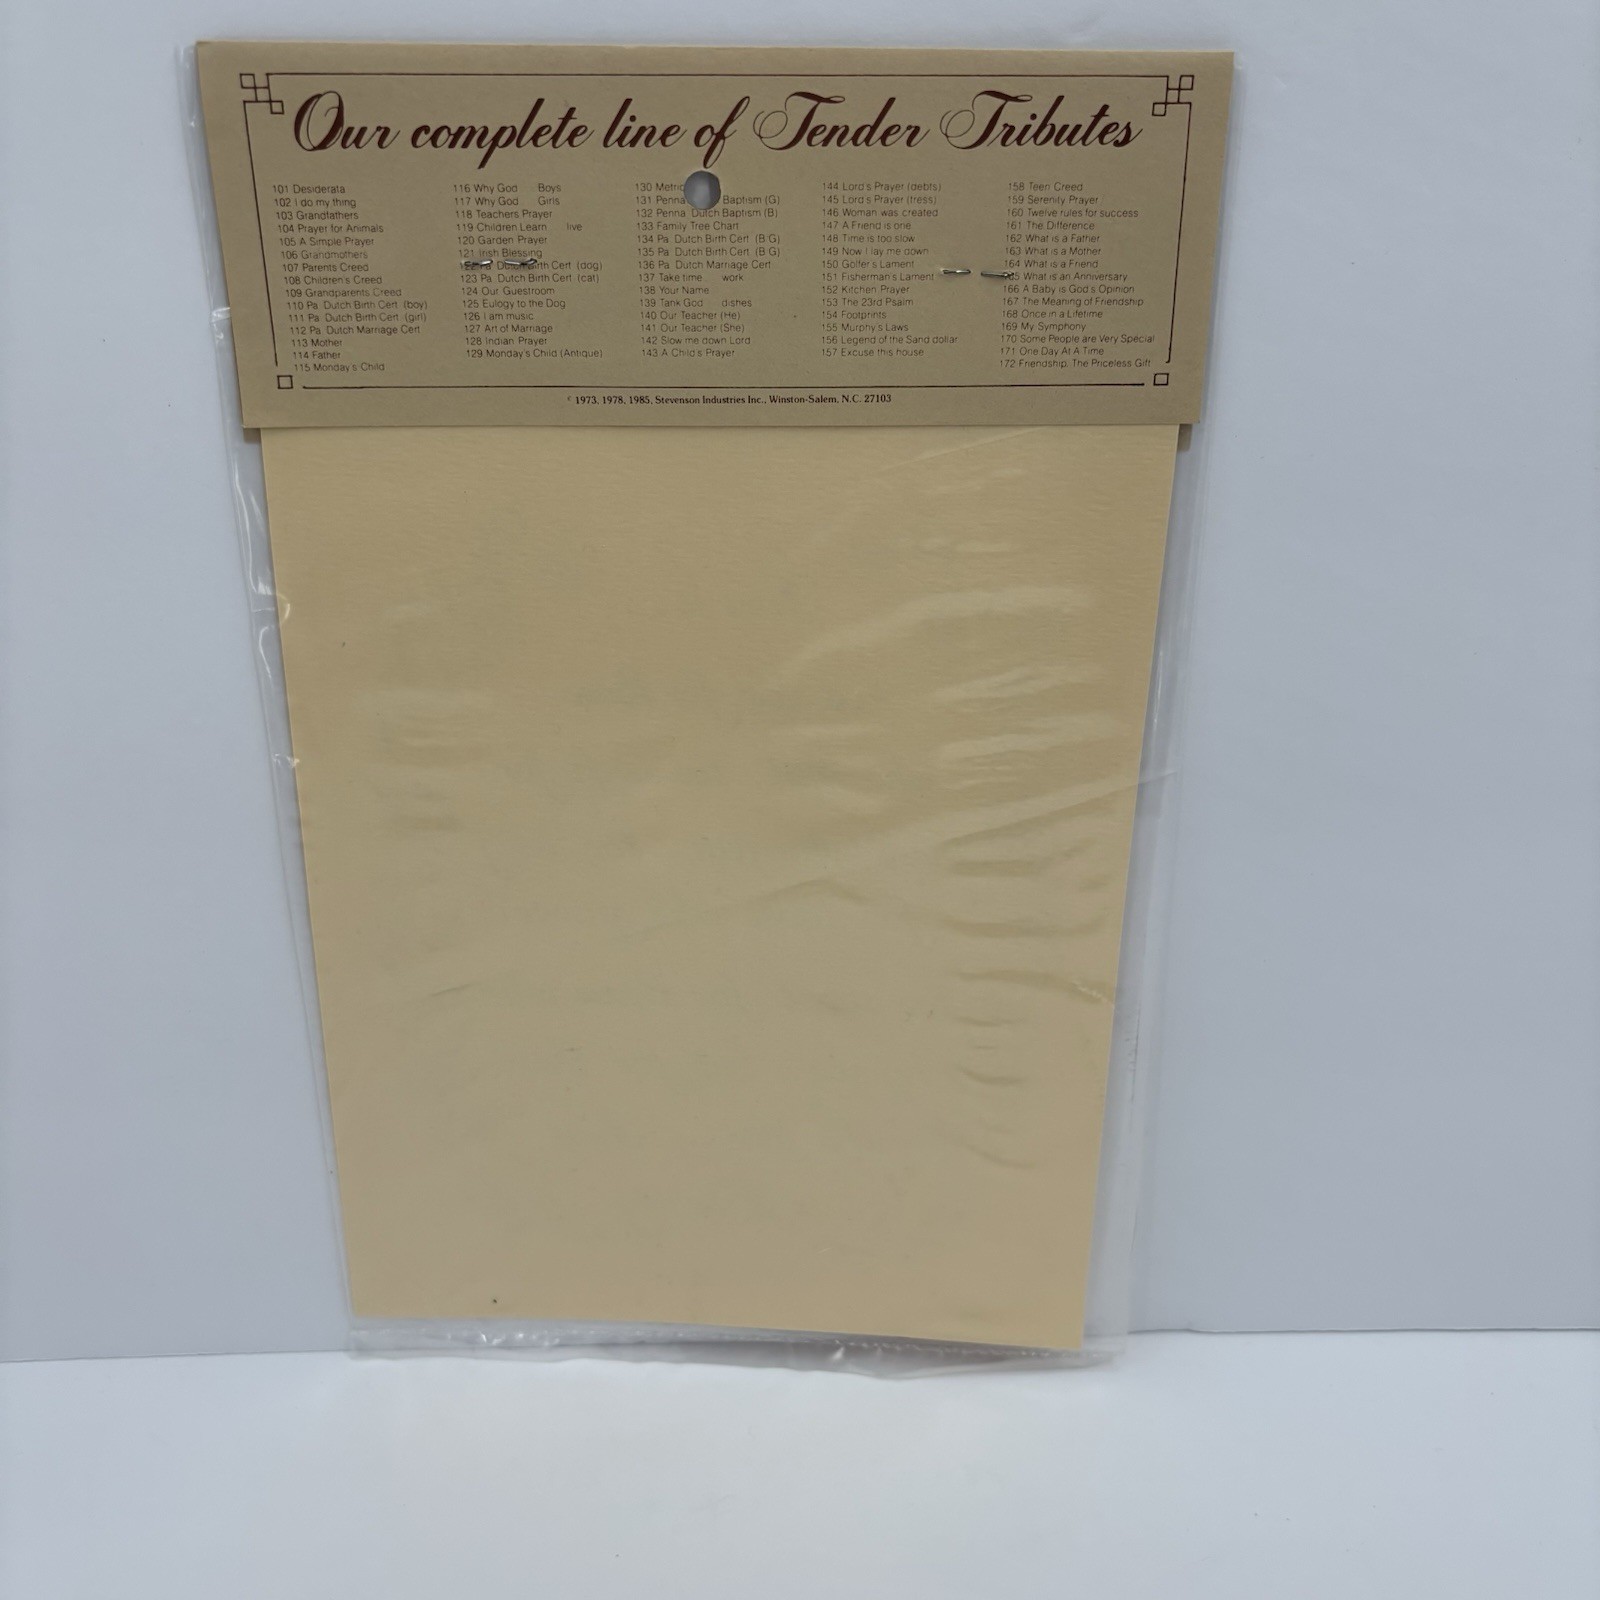 Our complete line of Tender Tributes
101 Desiderata
102 I do my thing
103 Grandfathers
104 Prayer for Animals
105 A Simple Prayer
106 Grandmothers
107 Parents Creed
108 Children's Creed
109 Grandparents Creed
110 Pa Dutch Birth Cert (boy)
111 Pa Dutch Birth Cert (girl)
112 Pa Dutch Marriage Cert
113 Mother
114 Father
115 Monday's Child
116 Why God Boys
117 Why God Girls
118 Teachers Prayer
119 Children Learn live
120 Garden Prayer
121 Irish Blessing
Dutch Birth Cert (dog)
123 Pa Dutch Birth Cert (cat)
124 Our Guestroom
125 Eulogy to the Dog
126 I am music
127 Art of Marriage
128 Indian Prayer
129 Monday's Child (Antique)
130 Metric
131 Penna Baptism (G)
132 Penna Dutch Baptism (B)
133 Family Tree Chart
134 Pa Dutch Birth Cert (B G)
135 Pa Dutch Birth Cert (B G)
136 Pa Dutch Marriage Cert
137 Take time work
138 Your Name
139 Tank God dishes
140 Our Teacher (He)
141 Our Teacher (She)
142 Slow me down Lord
143 A Child's Prayer
144 Lord's Prayer (debts)
145 Lord's Prayer (tress)
146 Woman was created
147 A Friend is one
148 Time is too slow
149 Now I lay me down
150 Golfer's Lament
151 Fisherman's Lament
152 Kitchen Prayer
153 The 23rd Psalm
154 Footprints
155 Murphy's Laws
156 Legend of the Sand dollar
157 Excuse this house
158 Teen Creed
159 Serenity Prayer
160 Twelve rules for success
161 The Difference
162 What is a Father
163 What is a Mother
164 What is a Friend
What is an Anniversary
166 A Baby is God's Opinion
167 The Meaning of Friendship
168 Once in a Lifetime
169 My Symphony
170 Some People are Very Special
171 One Day At A Time
172 Friendship The Priceless Gift
© 1973, 1978, 1985, Stevenson Industries Inc., Winston-Salem, N.C. 27103